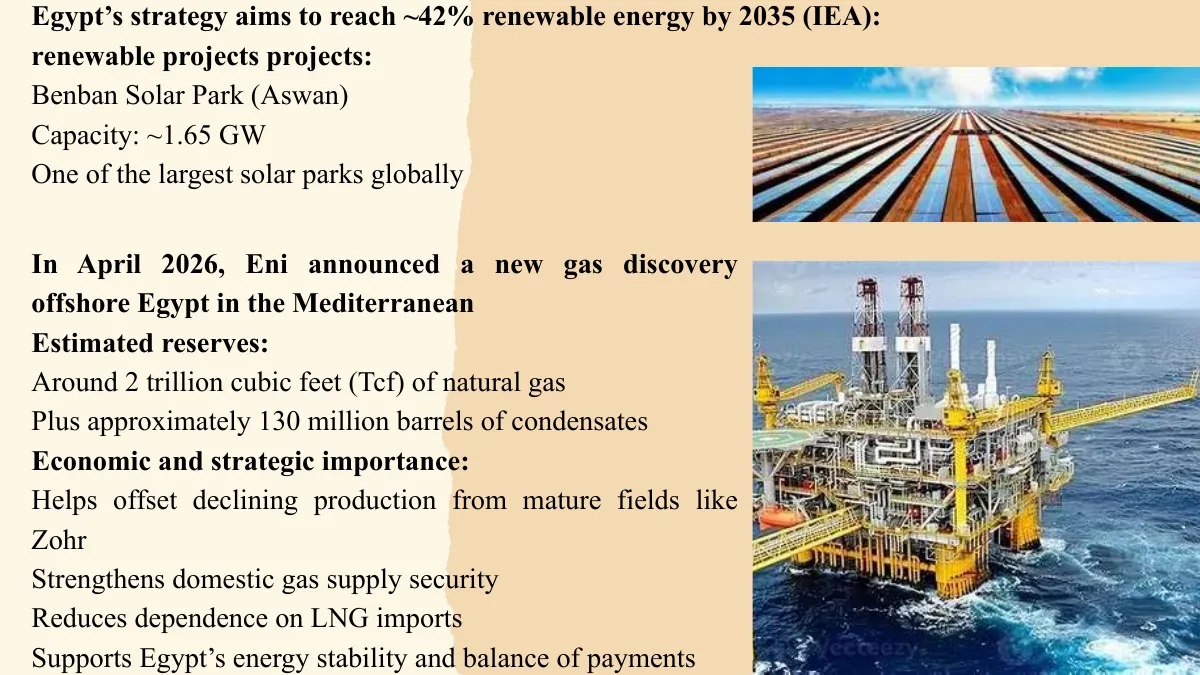 Egypt’s strategy aims to reach ~42% renewable energy by 2035 (IEA):
renewable projects projects:
Benban Solar Park (Aswan)
Capacity: ~1.65 GW
One of the largest solar parks globally
In April 2026, Eni announced a new gas discovery
offshore Egypt in the Mediterranean
Estimated reserves:
Around 2 trillion cubic feet (Tcf) of natural gas
Plus approximately 130 million barrels of condensates
Economic and strategic importance:
Helps offset declining production from mature fields like
Zohr
Strengthens domestic gas supply security
Reduces dependence on LNG imports
Supports Egypt’s energy stability and balance of payments
Vecteezy